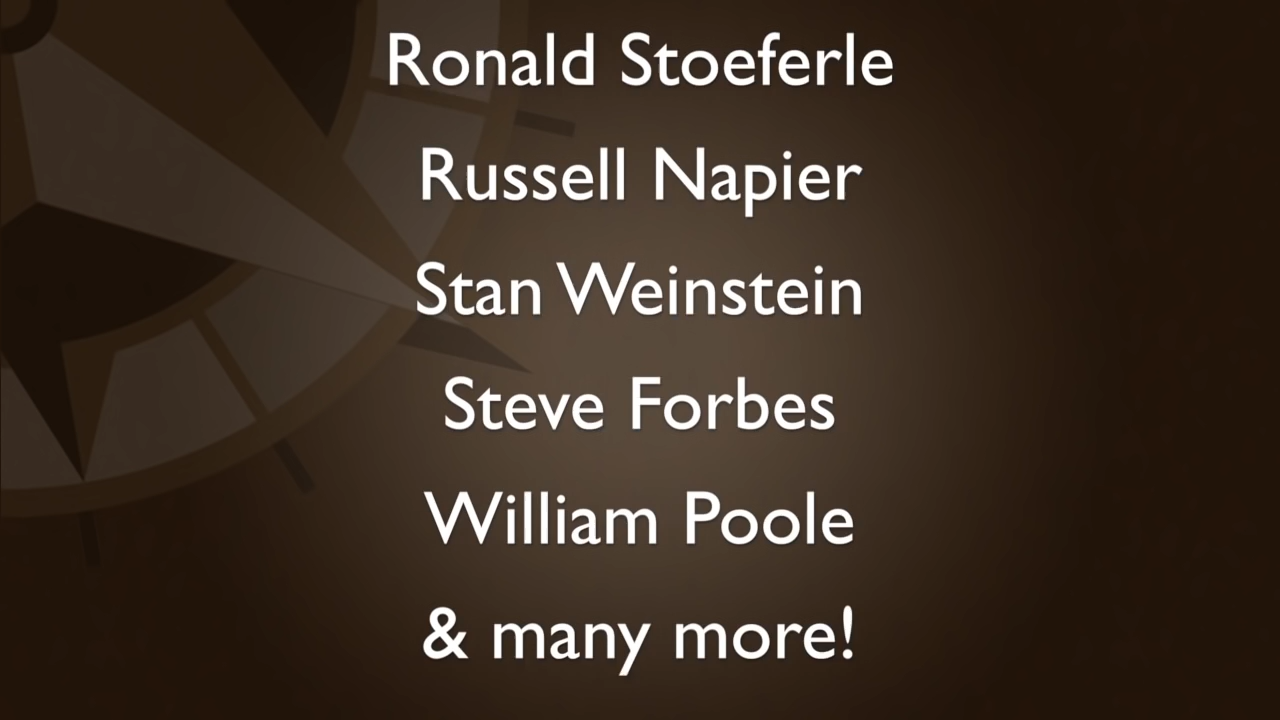 Ronald Stoeferle
Russell Napier
Stan Weinstein
Steve Forbes
William Poole
& many more!